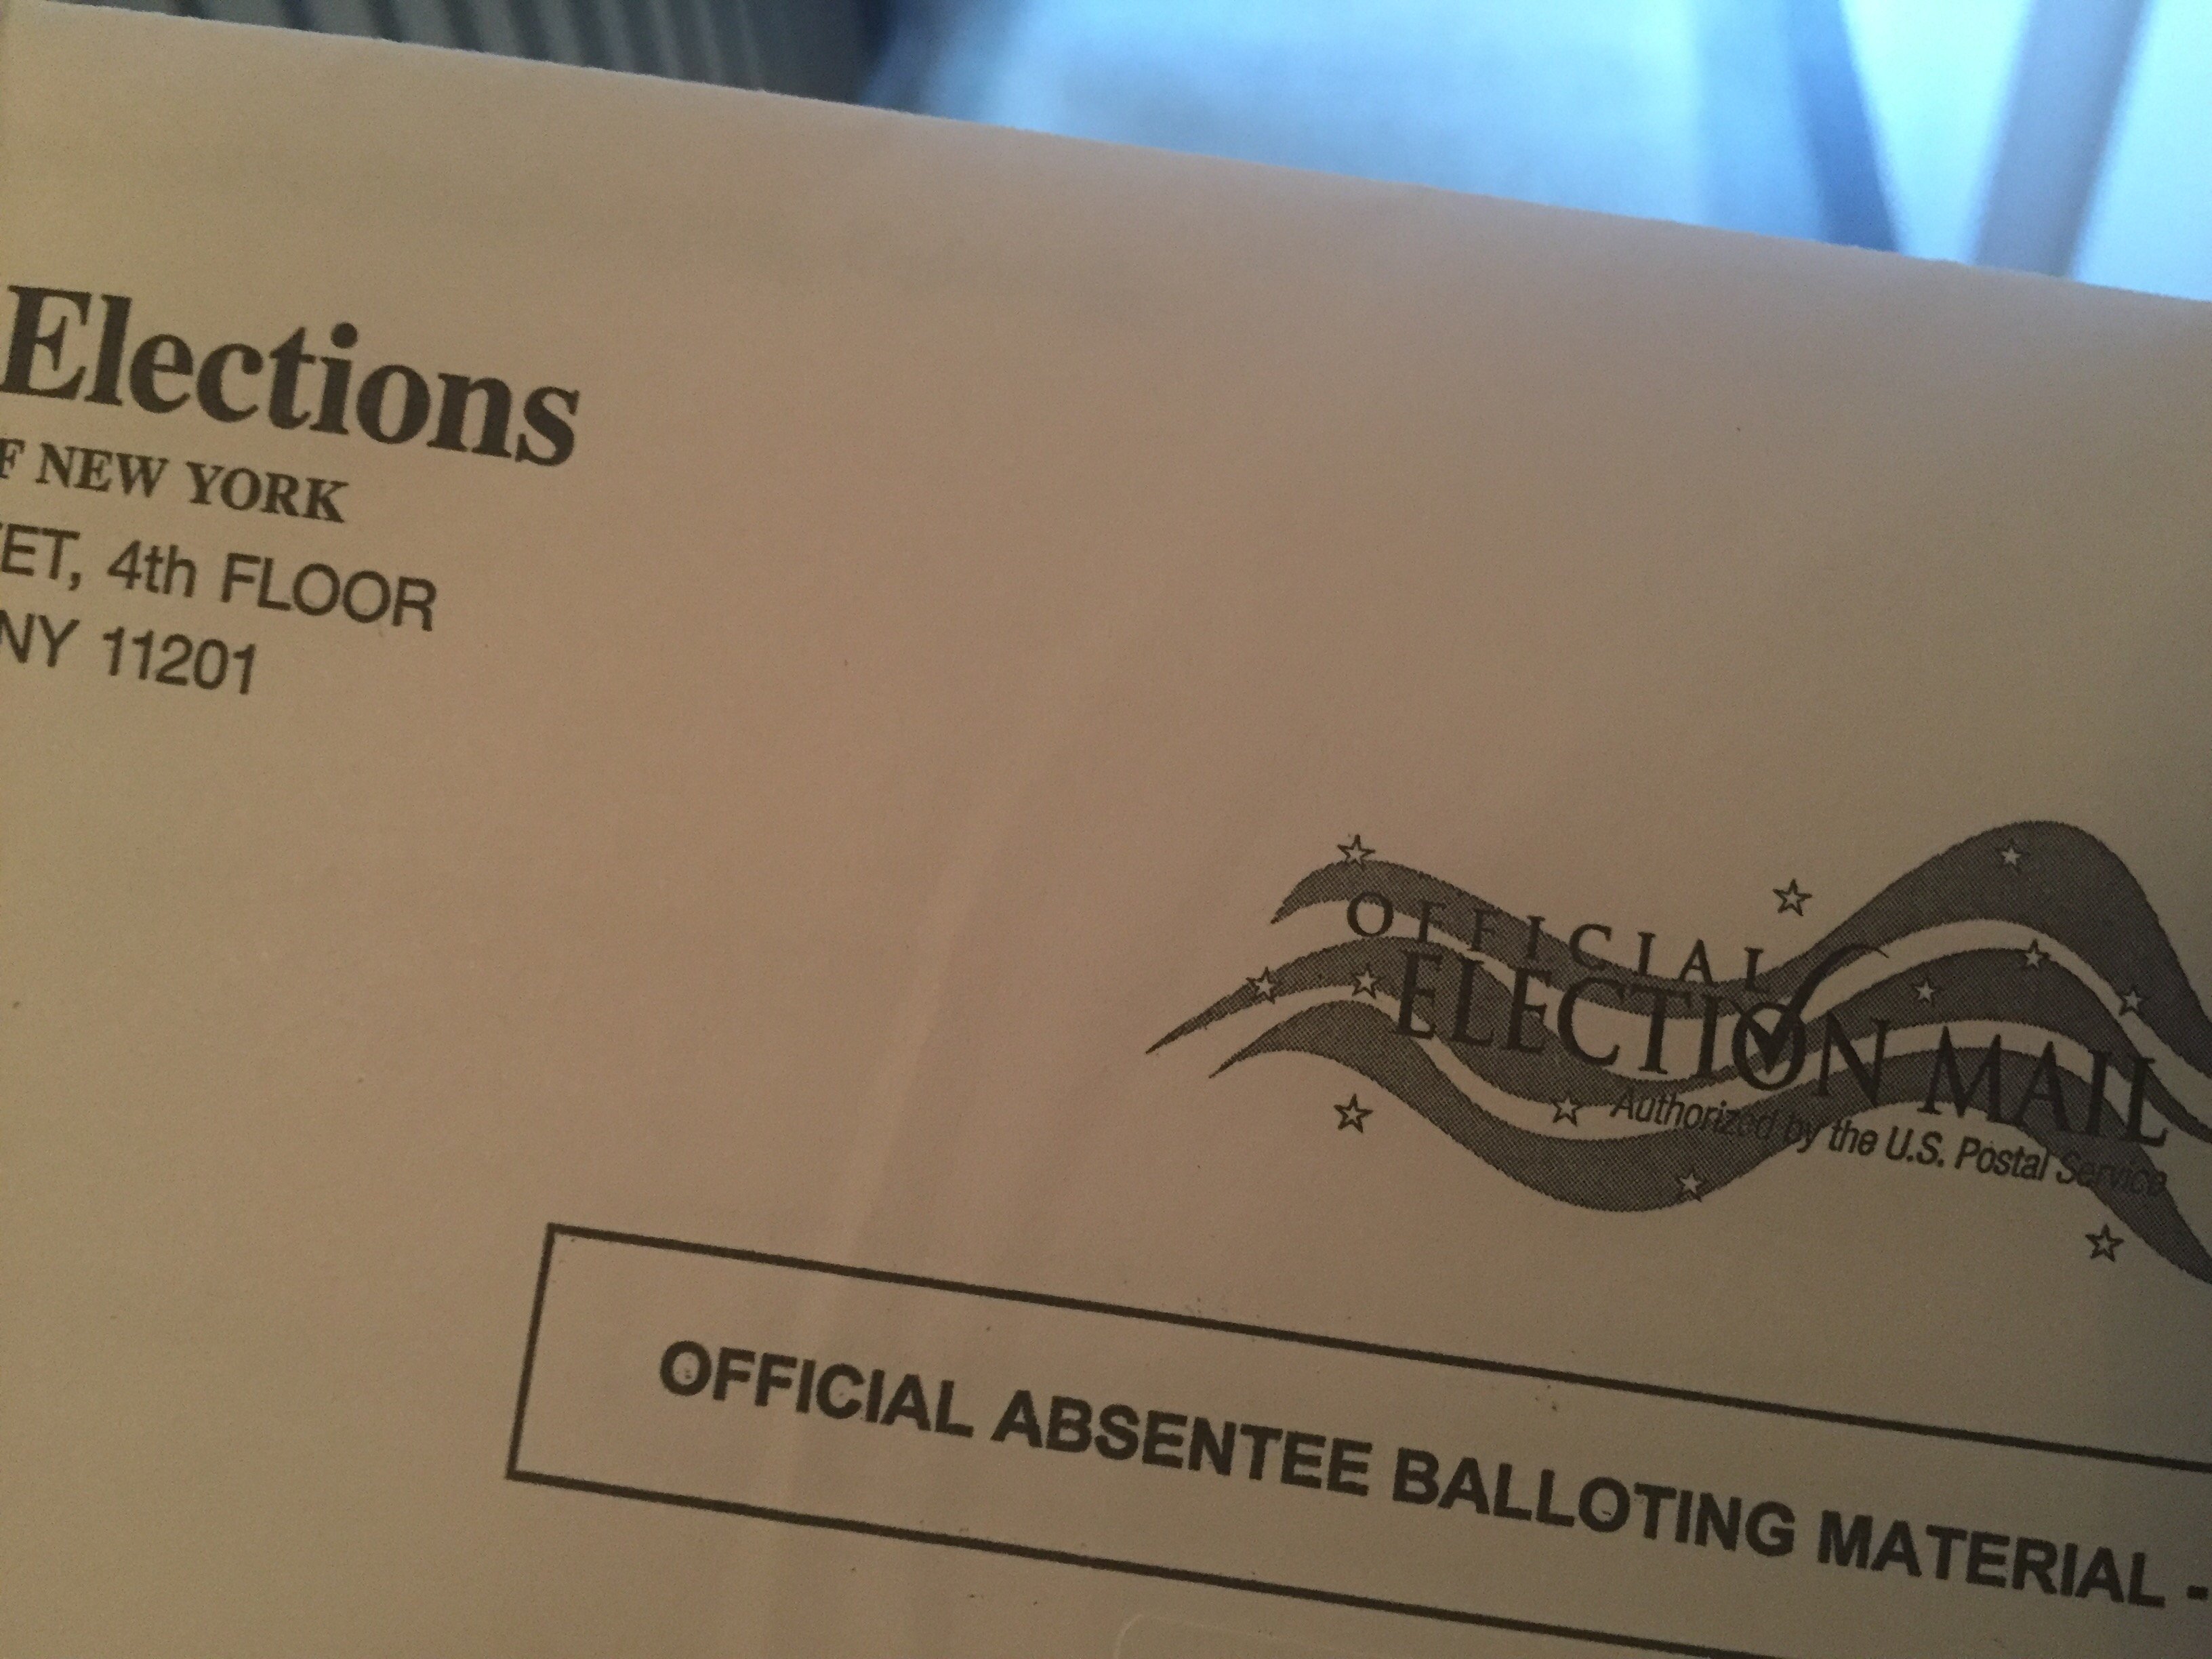 Elections
F NEW YORK
ET, 4th FLOOR
NY 11201
OFFICIAL
ELECTION MAIL
Authorized by the U.S. Postal Service
OFFICIAL ABSENTEE BALLOTING MATERIAL -